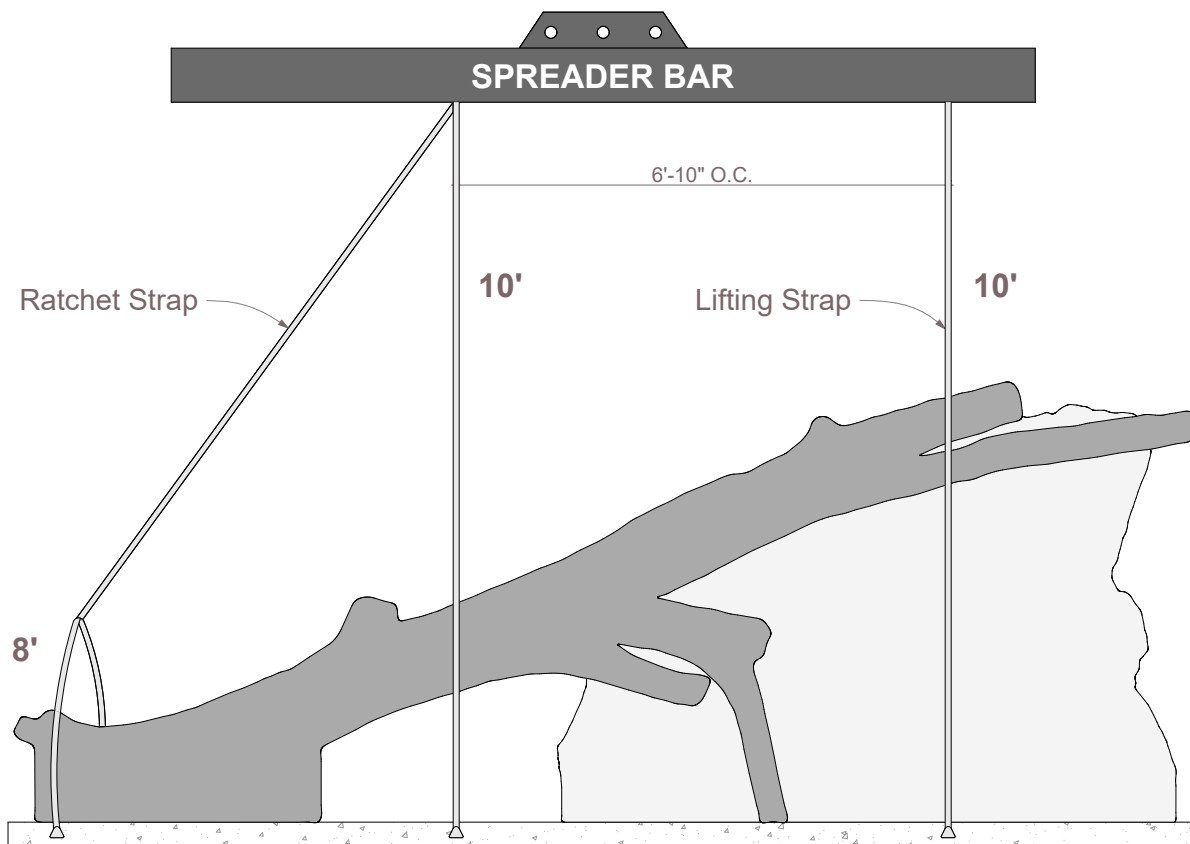 SPREADER BAR
6'-10" O.C.
10'
10'
Ratchet Strap
Lifting Strap
8'